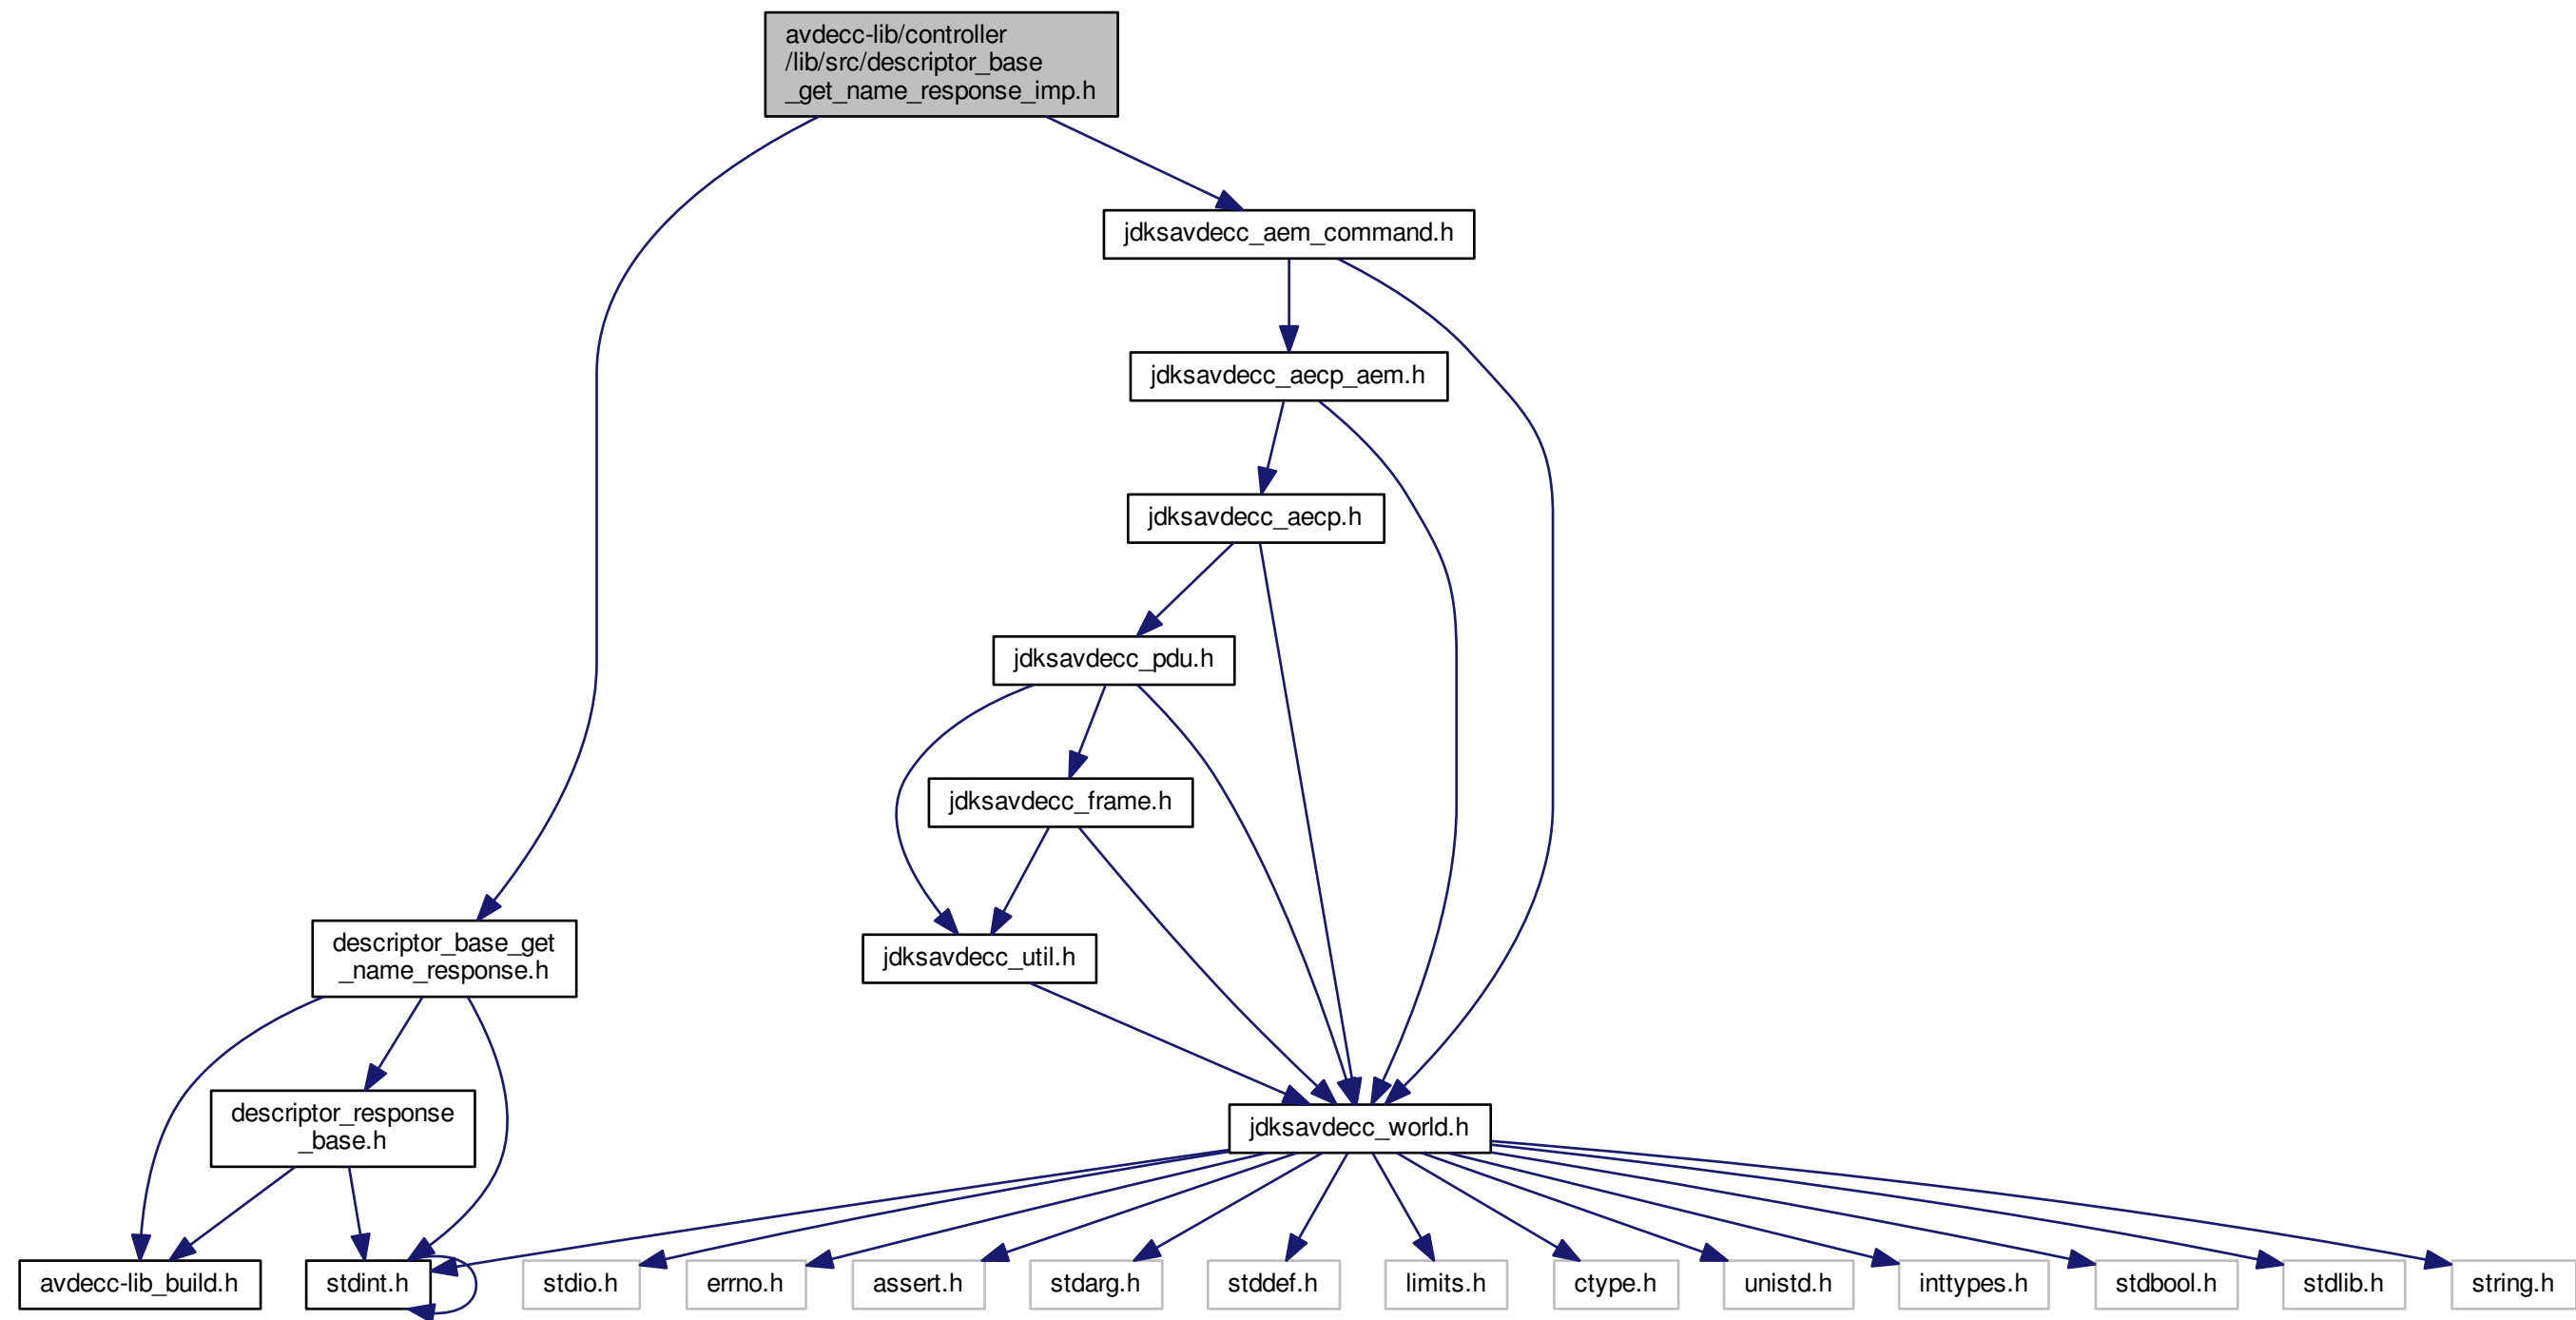 avdecc-lib/controller
/lib/src/descriptor_base
_get_name_response_imp.h
jdksavdecc_aem_command.h
jdksavdecc_aecp_aem.h
jdksavdecc_aecp.h
jdksavdecc_pdu.h
jdksavdecc_frame.h
descriptor_base_get
_name_response.h
jdksavdecc_util.h
descriptor_response
_base.h
jdksavdecc_world.h
avdecc-lib_build.h
stdint.h
stdio.h
errno.h
assert.h
stdarg.h
stddef.h
limits.h
ctype.h
unistd.h
inttypes.h
stdbool.h
stdlib.h
string.h